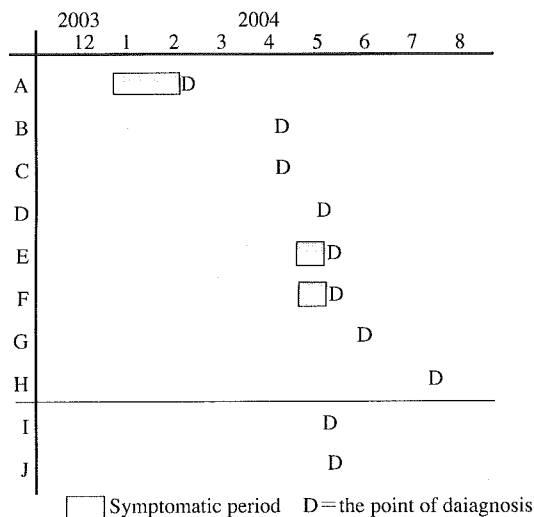 2003 2004
12 1 2 3 4 5 6 7 8
A D
B D
C D
D D
E D
F D
G D
H D
I D
J D
Symptomatic period D=the point of daiagnosis